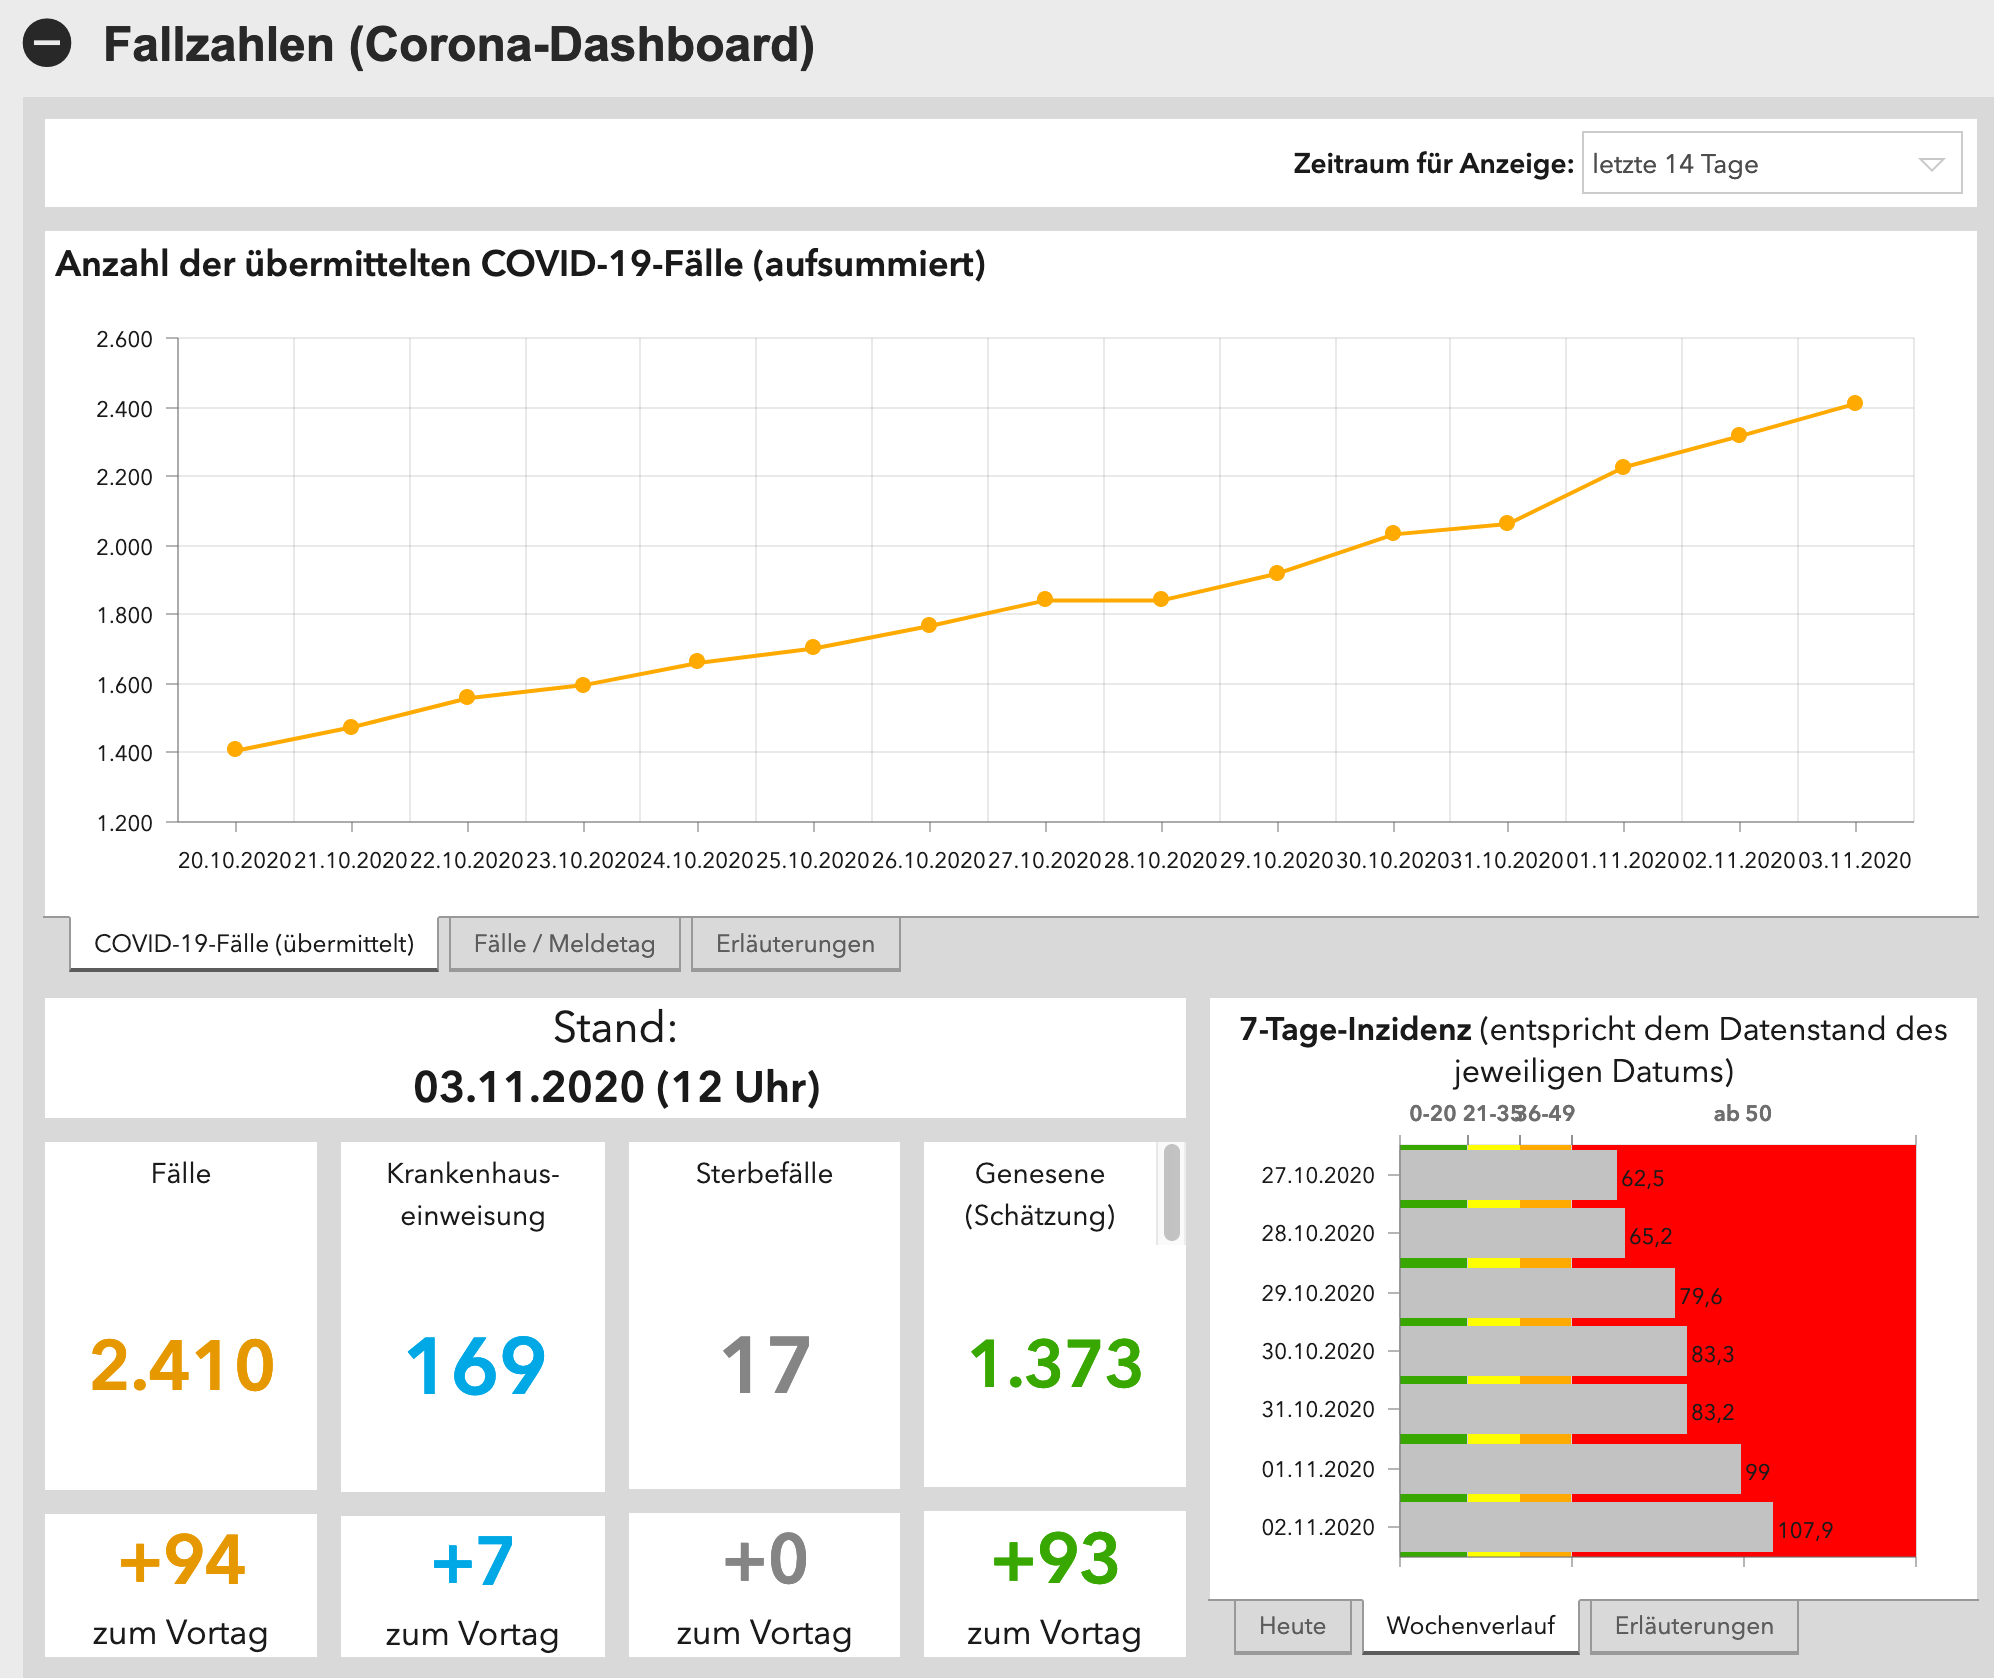 Fallzahlen (Corona-Dashboard)
Zeitraum für Anzeige: letzte 14 Tage
Anzahl der übermittelten COVID-19-Fälle (aufsummiert)
2.600
2.400
2.200
2.000
1.800
1.600
1.400
1.200
20.10.2020 21.10.2020 22.10.2020 23.10.2020 24.10.2020 25.10.2020 26.10.2020 27.10.2020 28.10.2020 29.10.2020 30.10.2020 31.10.2020 01.11.2020 02.11.2020 03.11.2020
COVID-19-Fälle (übermittelt) Fälle / Meldetag Erläuterungen
Stand:
03.11.2020 (12 Uhr)
Fälle
2.410
+94
zum Vortag
Krankenhaus-
einweisung
169
+7
zum Vortag
Sterbefälle
17
+0
zum Vortag
Genesene
(Schätzung)
1.373
+93
zum Vortag
7-Tage-Inzidenz (entspricht dem Datenstand des
jeweiligen Datums)
0-20 21-35 36-49 ab 50
27.10.2020 62,5
28.10.2020 65,2
29.10.2020 79,6
30.10.2020 83,3
31.10.2020 83,2
01.11.2020 99
02.11.2020 107,9
Heute Wochenverlauf Erläuterungen